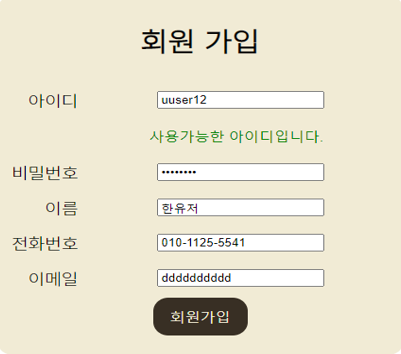 회원 가입
아이디 uuser12
사용가능한 아이디입니다.
비밀번호 ••••••••
이름 한유저
전화번호 010-1125-5541
이메일 dddddddddd
회원가입